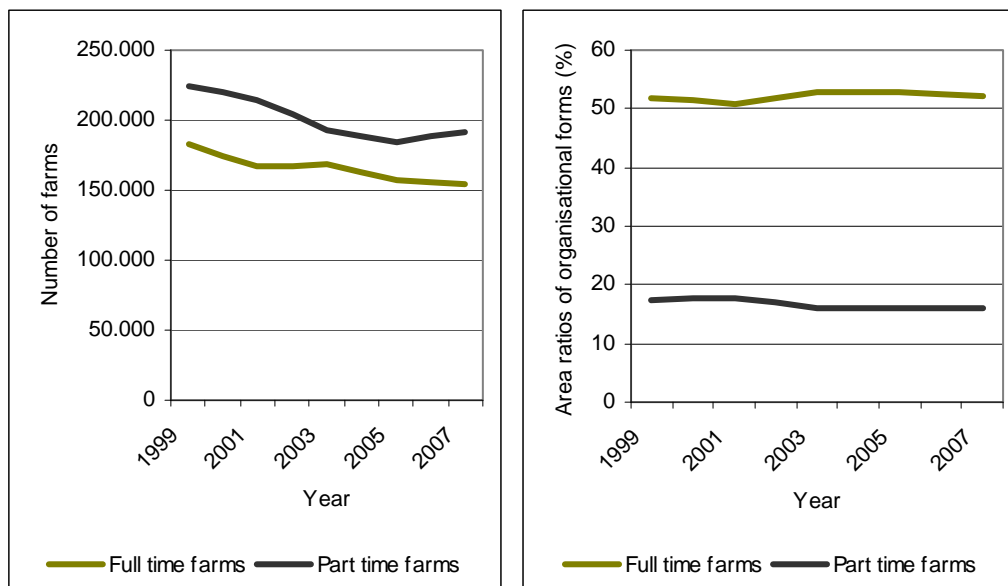 Number of farms
250.000
200.000
150.000
100.000
50.000
0
1999
2001
2003
2005
2007
Year
Full time farms
Part time farms
Area ratios of organisational forms (%)
60
50
40
30
20
10
0
1999
2001
2003
2005
2007
Year
Full time farms
Part time farms